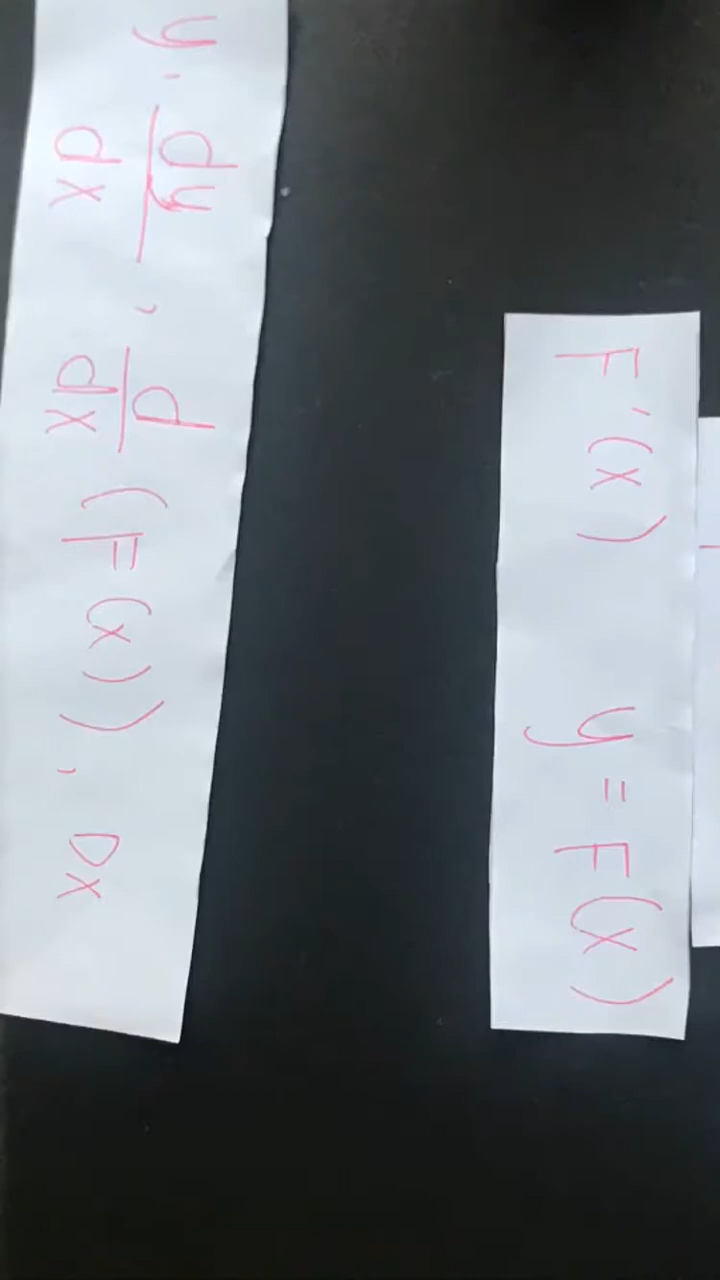 F'(x) y = F(x)
y, dy/dx, d/dx (F(x)), Dx